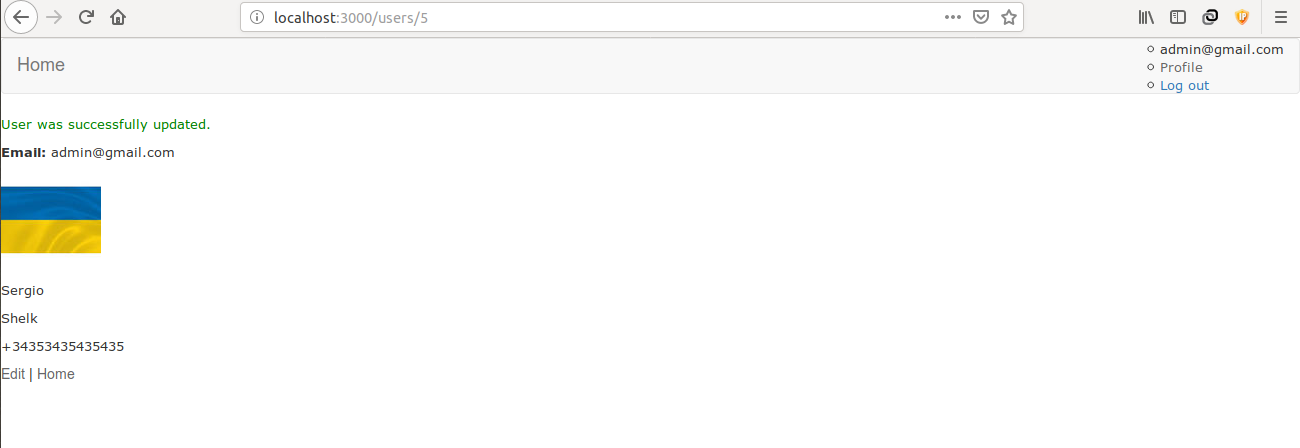 localhost:3000/users/5
Home
admin@gmail.com
Profile
Log out
User was successfully updated.
Email: admin@gmail.com
Sergio
Shelk
+34353435435435
Edit | Home